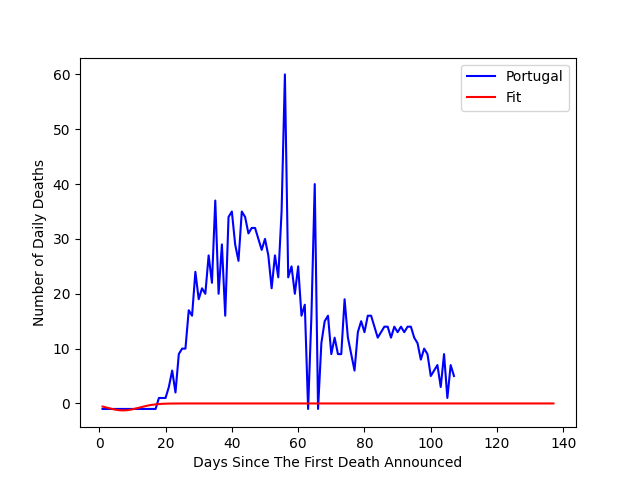 Portugal
Fit
Number of Daily Deaths
60
50
40
30
20
10
0
0 20 40 60 80 100 120 140
Days Since The First Death Announced